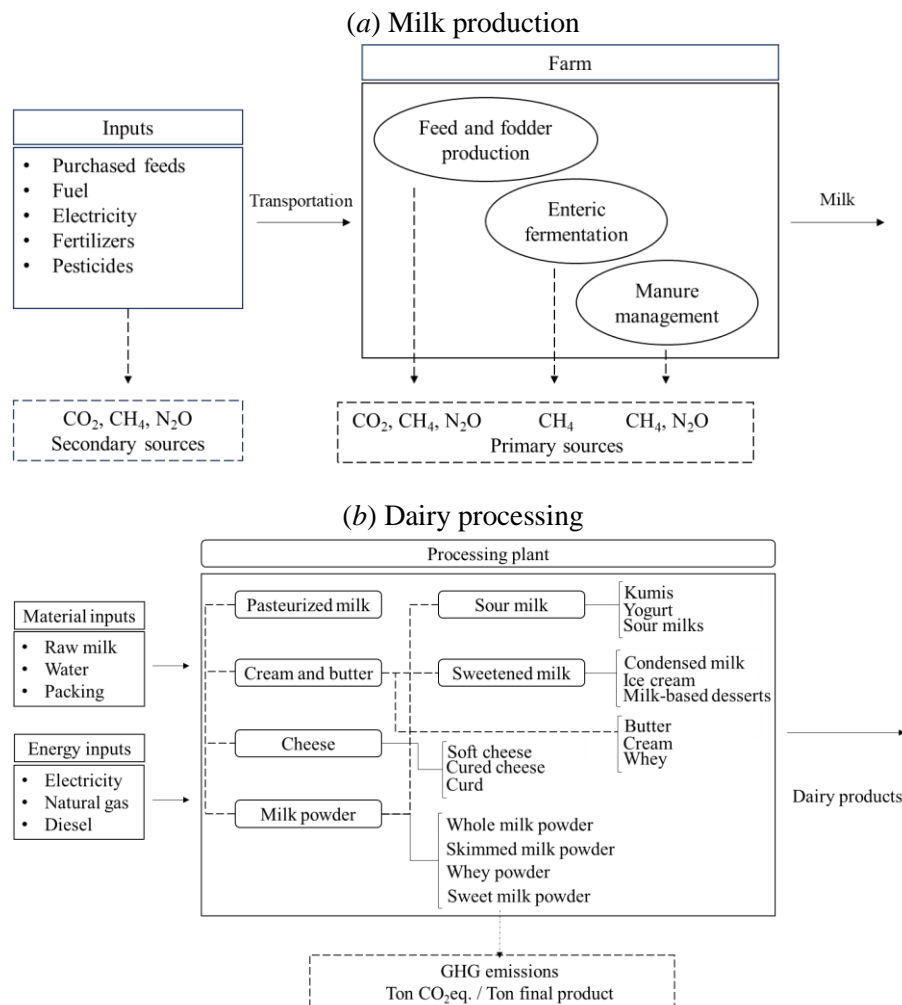 (a) Milk production
Farm
Inputs
• Purchased feeds
• Fuel
• Electricity
• Fertilizers
• Pesticides
Transportation
Feed and fodder
production
Enteric
fermentation
Manure
management
Milk
CO₂, CH₄, N₂O
Secondary sources
CO₂, CH₄, N₂O CH₄ CH₄, N₂O
Primary sources
(b) Dairy processing
Processing plant
Material inputs
• Raw milk
• Water
• Packing
Energy inputs
• Electricity
• Natural gas
• Diesel
Pasteurized milk
Cream and butter
Cheese
Milk powder
Sour milk
Sweetened milk
Kumis
Yogurt
Sour milks
Condensed milk
Ice cream
Milk-based desserts
Butter
Cream
Whey
Soft cheese
Cured cheese
Curd
Whole milk powder
Skimmed milk powder
Whey powder
Sweet milk powder
Dairy products
GHG emissions
Ton CO₂eq. / Ton final product